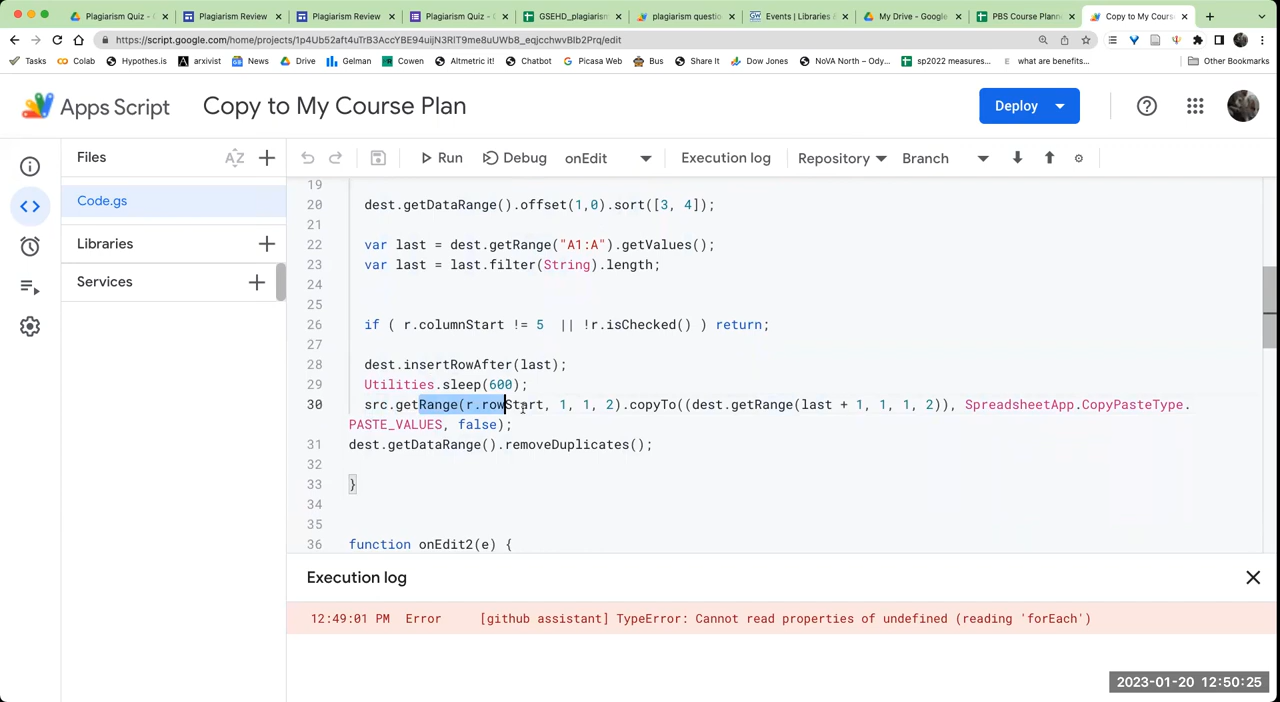 Plagiarism Quiz - E
Plagiarism Review
Plagiarism Review
Plagiarism Quiz - G
GSEHD_plagiarism
plagiarism questio
Events | Libraries &
My Drive - Google
PBS Course Planne
Copy to My Course
https://script.google.com/home/projects/1p4Ub52aft4uTrB3AccYBE94uijN3RlT9me8uUWb8_eqjcchwvBIb2Prq/edit
Tasks
Colab
Hypothes.is
arxivist
News
Drive
Gelman
Cowen
Altmetric it!
Chatbot
Picasa Web
Bus
Share It
Dow Jones
NoVA North – Ody...
sp2022 measures...
what are benefits...
Other Bookmarks
Apps Script
Copy to My Course Plan
Deploy
Files
Run
Debug
onEdit
Execution log
Repository
Branch
Code.gs
Libraries
Services
19
20 dest.getDataRange().offset(1,0).sort([3, 4]);
21
22 var last = dest.getRange("A1:A").getValues();
23 var last = last.filter(String).length;
24
25
26 if ( r.columnStart != 5 || !r.isChecked() ) return;
27
28 dest.insertRowAfter(last);
29 Utilities.sleep(600);
30 src.getRange(r.rowStart, 1, 1, 2).copyTo((dest.getRange(last + 1, 1, 1, 2)), SpreadsheetApp.CopyPasteType.
PASTE_VALUES, false);
31 dest.getDataRange().removeDuplicates();
32
33 }
34
35
36 function onEdit2(e) {
Execution log
12:49:01 PM Error [github assistant] TypeError: Cannot read properties of undefined (reading 'forEach')
2023-01-20 12:50:25